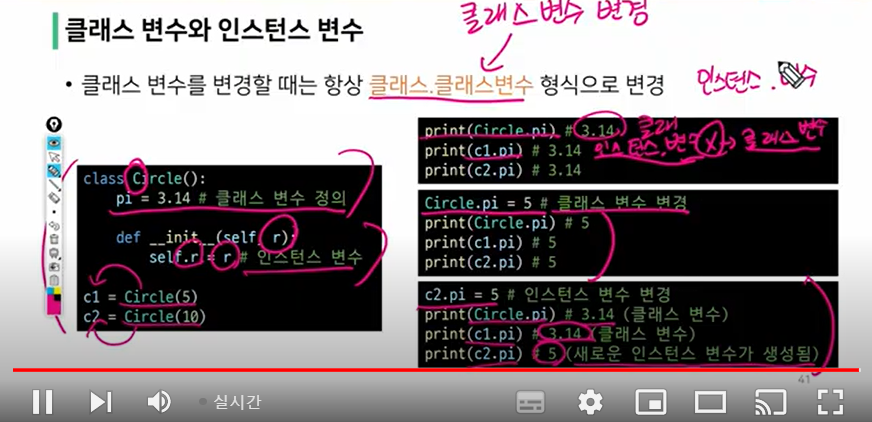 클래스 변수 변경
클래스 변수와 인스턴스 변수
• 클래스 변수를 변경할 때는 항상 클래스.클래스변수 형식으로 변경
인스턴스.
class Circle():
pi = 3.14 # 클래스 변수 정의
def __init__(self, r):
self.r = r # 인스턴스 변수
c1 = Circle(5)
c2 = Circle(10)
print(Circle.pi) # 3.14
클래
print(c1.pi) # 3.14
인스턴스.변수 (X) → 클래스 변수
print(c2.pi) # 3.14
Circle.pi = 5 # 클래스 변수 변경
print(Circle.pi) # 5
print(c1.pi) # 5
print(c2.pi) # 5
c2.pi = 5 # 인스턴스 변수 변경
print(Circle.pi) # 3.14 (클래스 변수)
print(c1.pi) # 3.14 (클래스 변수)
print(c2.pi) # 5 (새로운 인스턴스 변수가 생성됨)
41
실시간